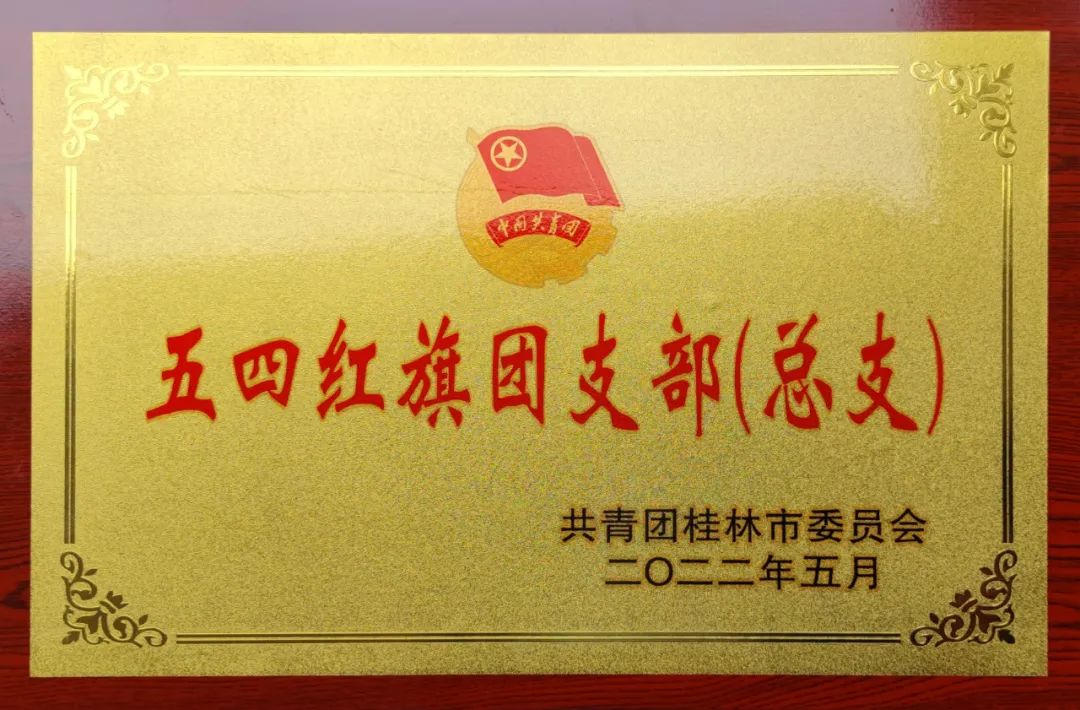 中国共青团
五四红旗团支部(总支)
共青团桂林市委员会
二〇二二年五月